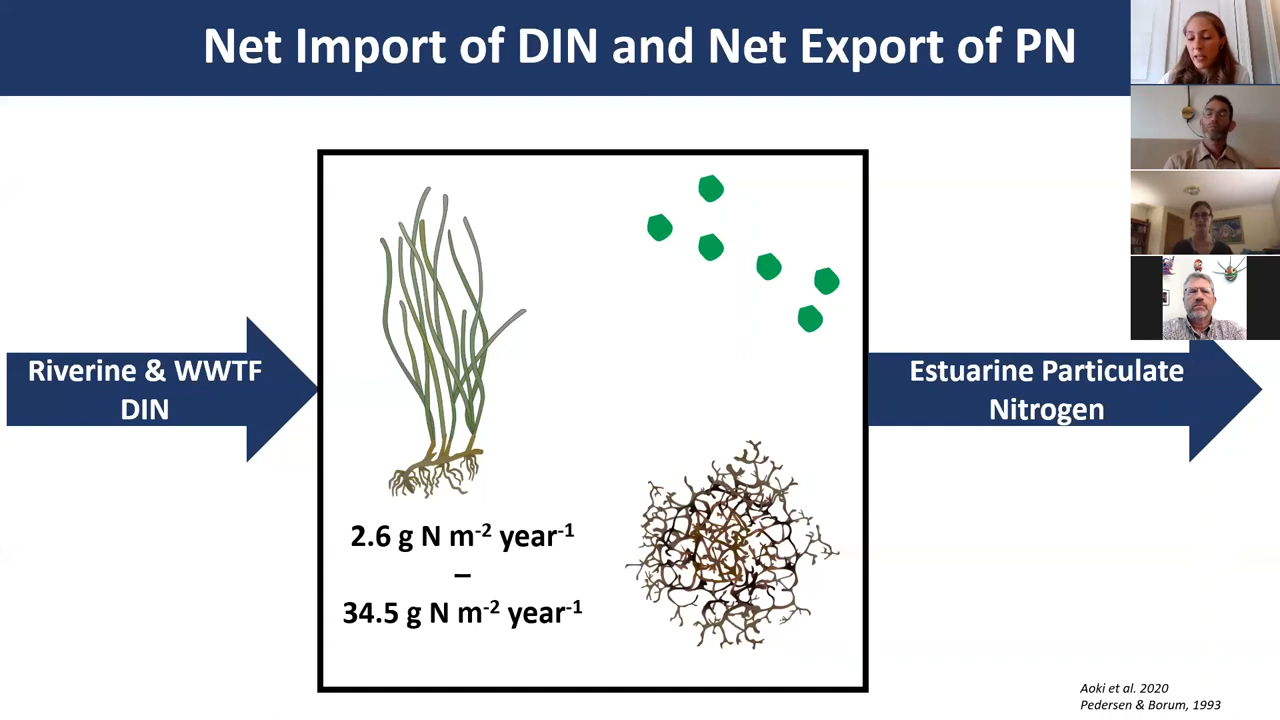 Net Import of DIN and Net Export of PN
Riverine & WWTF
DIN
2.6 g N m⁻² year⁻¹
–
34.5 g N m⁻² year⁻¹
Estuarine Particulate
Nitrogen
Aoki et al. 2020
Pedersen & Borum, 1993